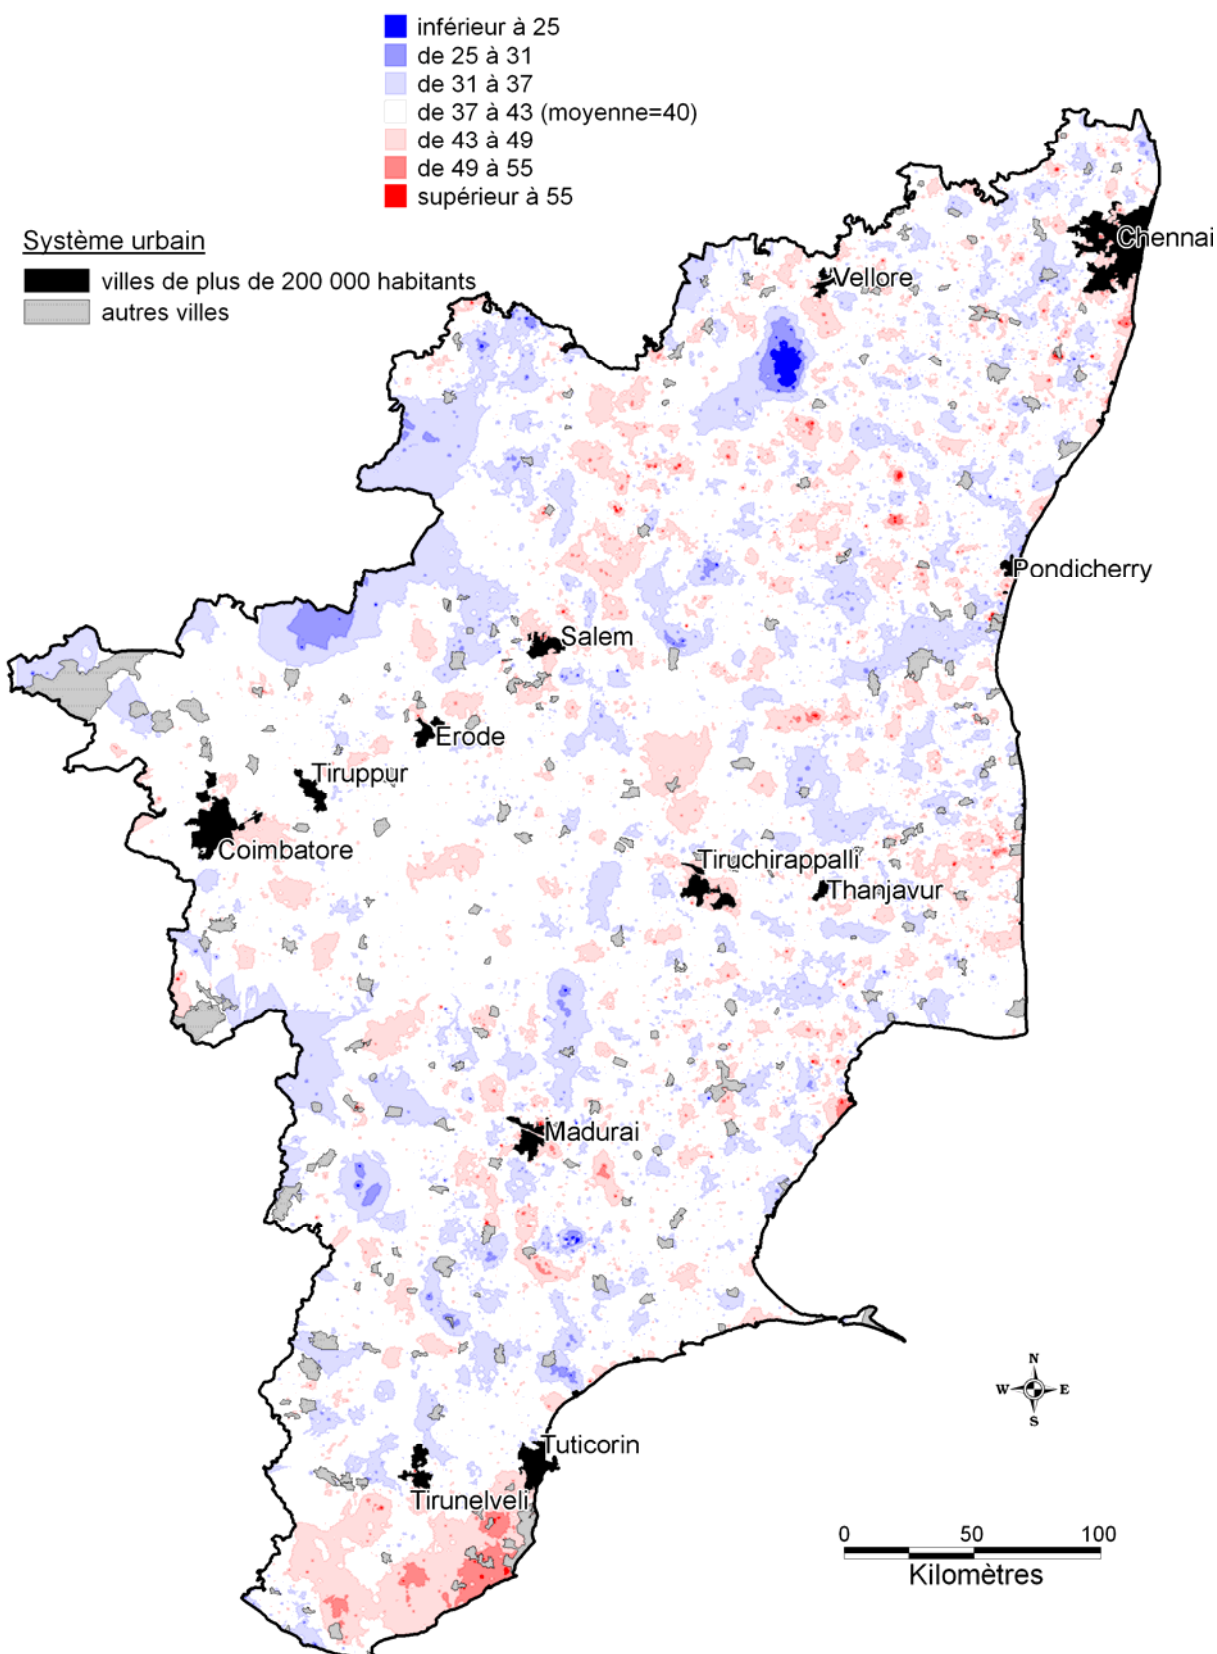 inférieur à 25
de 25 à 31
de 31 à 37
de 37 à 43 (moyenne=40)
de 43 à 49
de 49 à 55
supérieur à 55
Système urbain
villes de plus de 200 000 habitants
autres villes
Chennai
Vellore
Pondicherry
Salem
Erode
Tiruppur
Coimbatore
Tiruchirappalli
Thanjavur
Madurai
N
W E
S
Tuticorin
Tirunelveli
0 50 100
Kilomètres